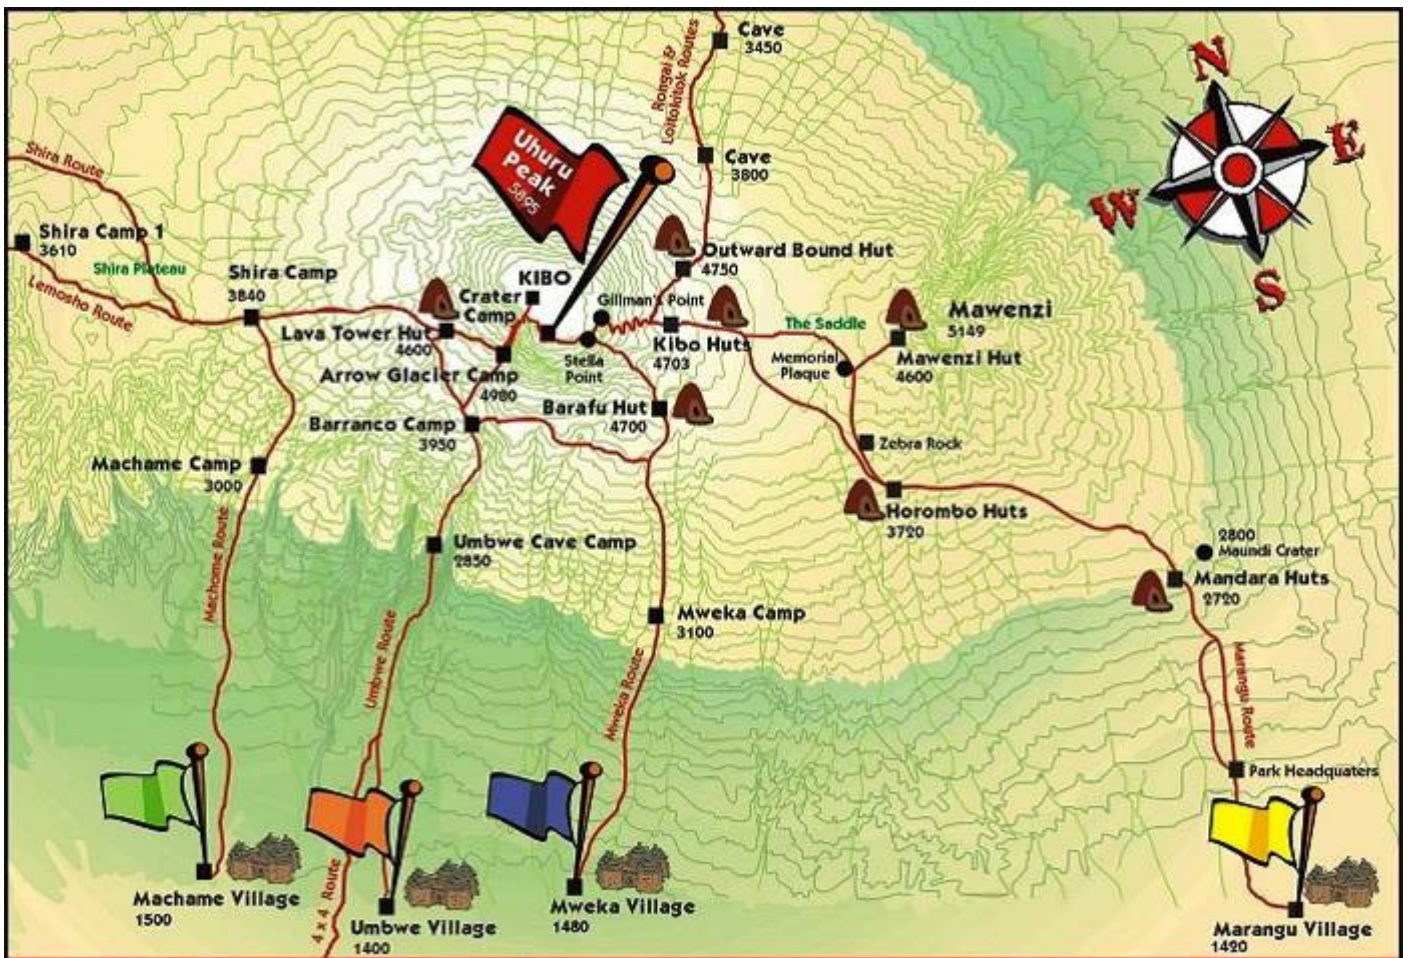 Cave
3450
Rongai &
Loitokitok Routes
N
E
W
S
Uhuru
Peak
5895
Cave
3800
Shira Route
Shira Camp 1
3610
Shira Plateau
Lemosho Route
Shira Camp
3840
Outward Bound Hut
4750
KIBO
Crater
Camp
Gillman's Point
Lava Tower Hut
4600
Stella
Point
Kibo Huts
4703
The Saddle
Mawenzi
5149
Memorial
Plaque
Mawenzi Hut
4600
Arrow Glacier Camp
4980
Barafu Hut
4700
Barranco Camp
3950
Zebra Rock
Machame Camp
3000
Horombo Huts
3720
Machame Route
Umbwe Cave Camp
2850
2800
Maundi Crater
Mandara Huts
2720
Mweka Camp
3100
Umbwe Route
Mweka Route
Marangu Route
Park Headquaters
Machame Village
1500
4 x 4 Route
Umbwe Village
1400
Mweka Village
1480
Marangu Village
1420